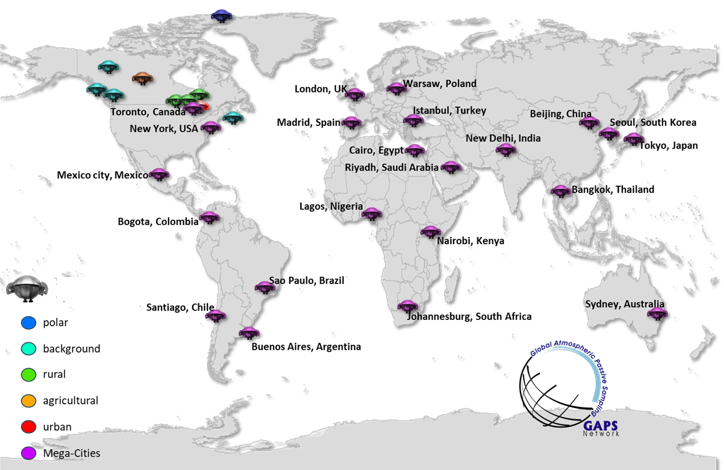 London, UK
Warsaw, Poland
Toronto, Canada
Istanbul, Turkey
Beijing, China
Seoul, South Korea
New York, USA
Madrid, Spain
New Delhi, India
Tokyo, Japan
Cairo, Egypt
Riyadh, Saudi Arabia
Mexico city, Mexico
Bangkok, Thailand
Lagos, Nigeria
Bogota, Colombia
Nairobi, Kenya
Sao Paulo, Brazil
Santiago, Chile
Sydney, Australia
Johannesburg, South Africa
Buenos Aires, Argentina
polar
background
rural
agricultural
urban
Mega-Cities
Global Atmospheric Passive Sampling
GAPS
Network